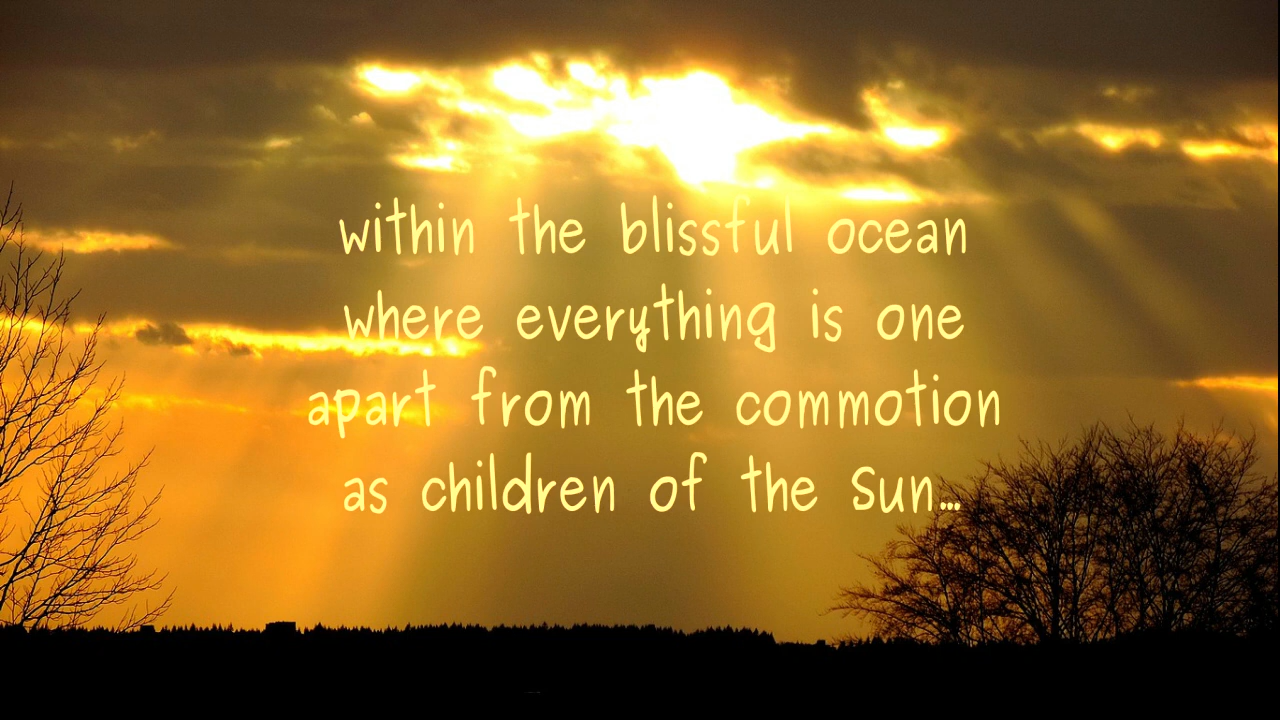 within the blissful ocean
where everything is one
apart from the commotion
as children of the Sun...